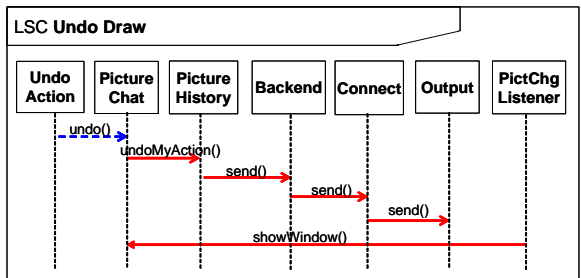 LSC Undo Draw
Undo
Action
Picture
Chat
Picture
History
Backend
Connect
Output
PictChg
Listener
undo()
undoMyAction()
send()
send()
send()
showWindow()